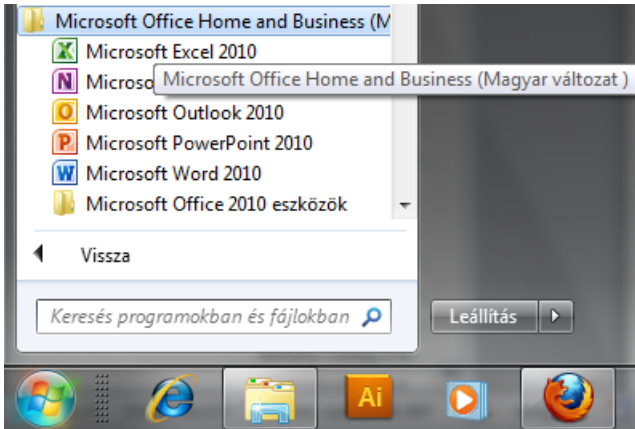 Microsoft Office Home and Business (M
Microsoft Excel 2010
Microso
Microsoft Office Home and Business (Magyar változat )
Microsoft Outlook 2010
Microsoft PowerPoint 2010
Microsoft Word 2010
Microsoft Office 2010 eszközök
Vissza
Keresés programokban és fájlokban
Leállítás
Ai